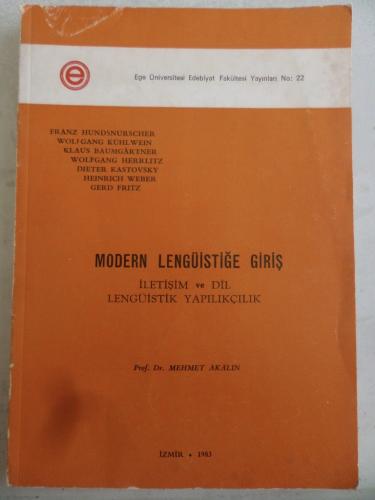 e
Ege Üniversitesi Edebiyat Fakültesi Yayınları No: 22
FRANZ HUNDSNURSCHER
WOLFGANG KÜHLWEIN
KLAUS BAUMGÄRTNER
WOLFGANG HERRLITZ
DIETER KASTOVSKY
HEINRICH WEBER
GERD FRITZ
MODERN LENGÜİSTİĞE GİRİŞ
İLETİŞİM ve DİL
LENGÜİSTİK YAPILIKÇILIK
Prof. Dr. MEHMET AKALIN
İZMİR • 1983